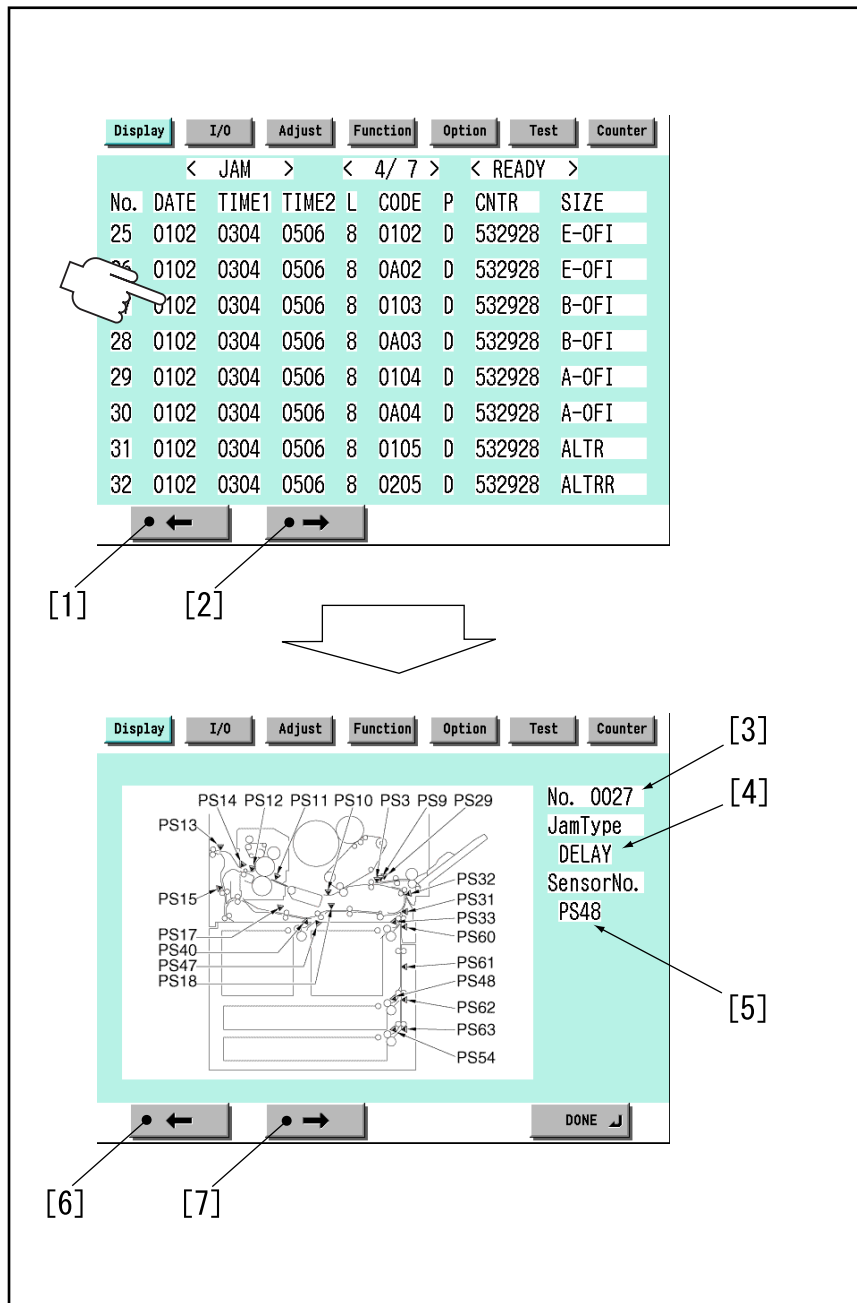 Display I/O Adjust Function Option Test Counter
< JAM > < 4/ 7 > < READY >
No. DATE TIME1 TIME2 L CODE P CNTR SIZE
25 0102 0304 0506 8 0102 D 532928 E-OFI
0102 0304 0506 8 0A02 D 532928 E-OFI
0102 0304 0506 8 0103 D 532928 B-OFI
28 0102 0304 0506 8 0A03 D 532928 B-OFI
29 0102 0304 0506 8 0104 D 532928 A-OFI
30 0102 0304 0506 8 0A04 D 532928 A-OFI
31 0102 0304 0506 8 0105 D 532928 ALTR
32 0102 0304 0506 8 0205 D 532928 ALTRR
[1] [2]
Display I/O Adjust Function Option Test Counter
[3]
[4]
No. 0027
JamType
DELAY
SensorNo.
PS48
[5]
PS14 PS12 PS11 PS10 PS3 PS9 PS29
PS13
PS15
PS17
PS40
PS47
PS18
PS32
PS31
PS33
PS60
PS61
PS48
PS62
PS63
PS54
DONE
[6] [7]